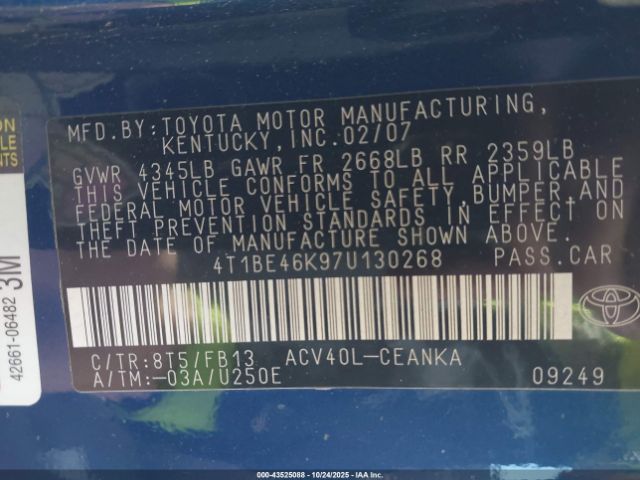 ON
LE
NTS
3M
42661-06482
MFD.BY:TOYOTA MOTOR MANUFACTURING,
KENTUCKY,INC.02/07
GVWR 4345LB GAWR FR 2668LB RR 2359LB
THIS VEHICLE CONFORMS TO ALL APPLICABLE
FEDERAL MOTOR VEHICLE SAFETY,BUMPER,AND
THEFT PREVENTION STANDARDS IN EFFECT ON
THE DATE OF MANUFACTURE SHOWN ABOVE.
4T1BE46K97U130268 PASS.CAR
C/TR:8T5/FB13 ACV40L-CEANKA
A/TM:-03A/U250E 09249
000-43525088 - 10/24/2025 - IAA Inc.